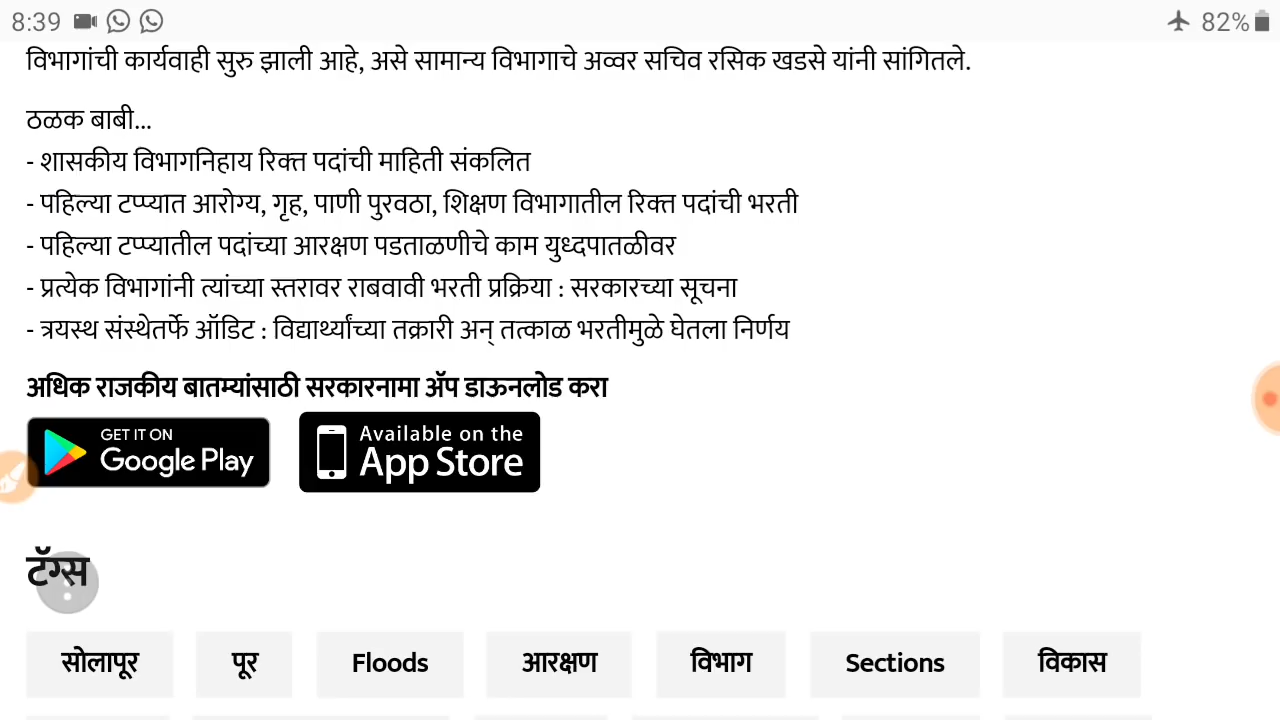 8:39 82%
विभागांची कार्यवाही सुरु झाली आहे, असे सामान्य विभागाचे अव्वर सचिव रसिक खडसे यांनी सांगितले.
ठळक बाबी...
- शासकीय विभागनिहाय रिक्त पदांची माहिती संकलित
- पहिल्या टप्प्यात आरोग्य, गृह, पाणी पुरवठा, शिक्षण विभागातील रिक्त पदांची भरती
- पहिल्या टप्प्यातील पदांच्या आरक्षण पडताळणीचे काम युध्दपातळीवर
- प्रत्येक विभागांनी त्यांच्या स्तरावर राबवावी भरती प्रक्रिया : सरकारच्या सूचना
- त्रयस्थ संस्थेतर्फे ऑडिट : विद्यार्थ्यांच्या तक्रारी अन् तत्काळ भरतीमुळे घेतला निर्णय
अधिक राजकीय बातम्यांसाठी सरकारनामा ॲप डाऊनलोड करा
GET IT ON Available on the
Google Play App Store
टॅग्स
सोलापूर पूर Floods आरक्षण विभाग Sections विकास